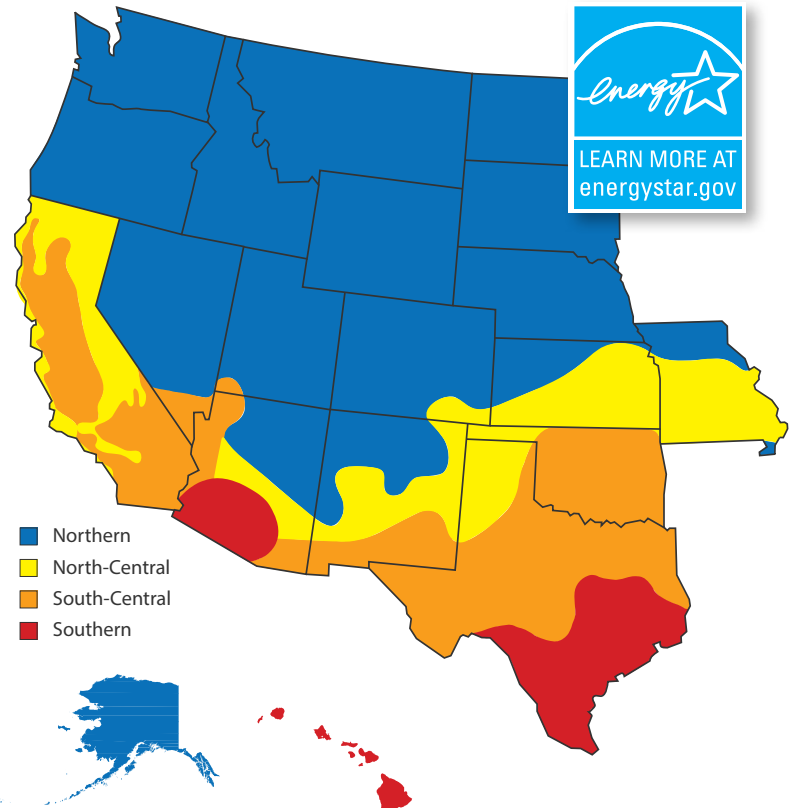 energy
LEARN MORE AT
energystar.gov
Northern
North-Central
South-Central
Southern